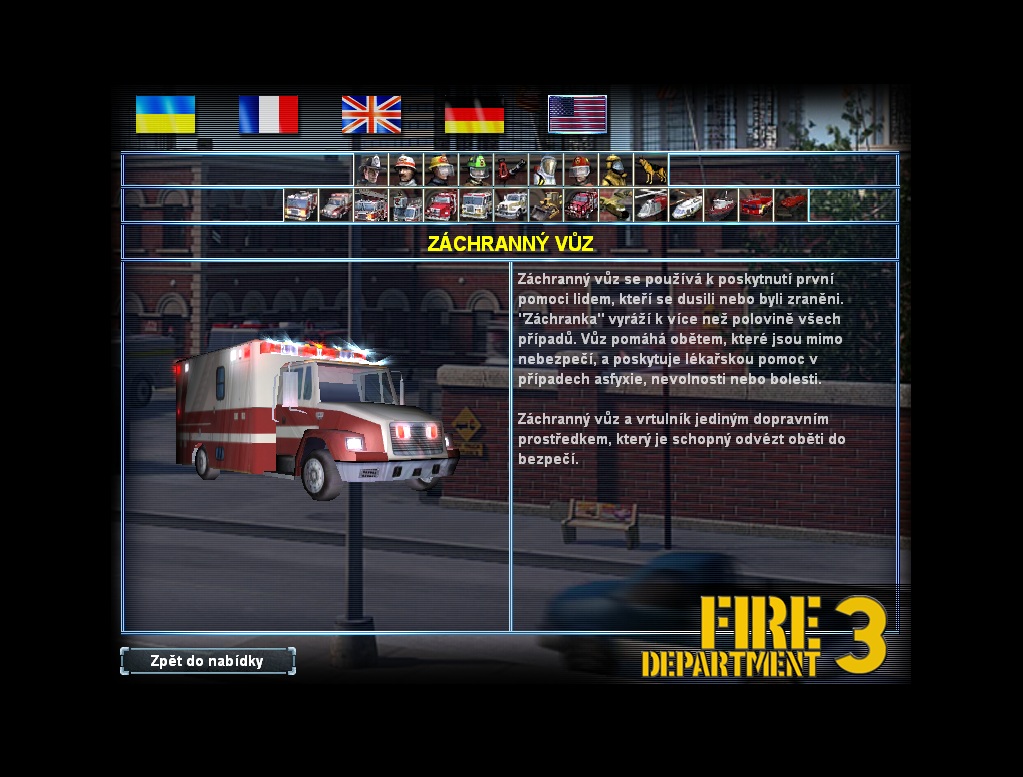 ZÁCHRANNÝ VŮZ
Záchranný vůz se používá k poskytnutí první
pomoci lidem, kteří se dusili nebo byli zraněni.
"Záchranka" vyráží k více než polovině všech
případů. Vůz pomáhá obětem, které jsou mimo
nebezpečí, a poskytuje lékařskou pomoc v
případech asfyxie, nevolnosti nebo bolesti.
Záchranný vůz a vrtulník jediným dopravním
prostředkem, který je schopný odvézt oběti do
bezpečí.
FIRE 3
DEPARTMENT
Zpět do nabídky